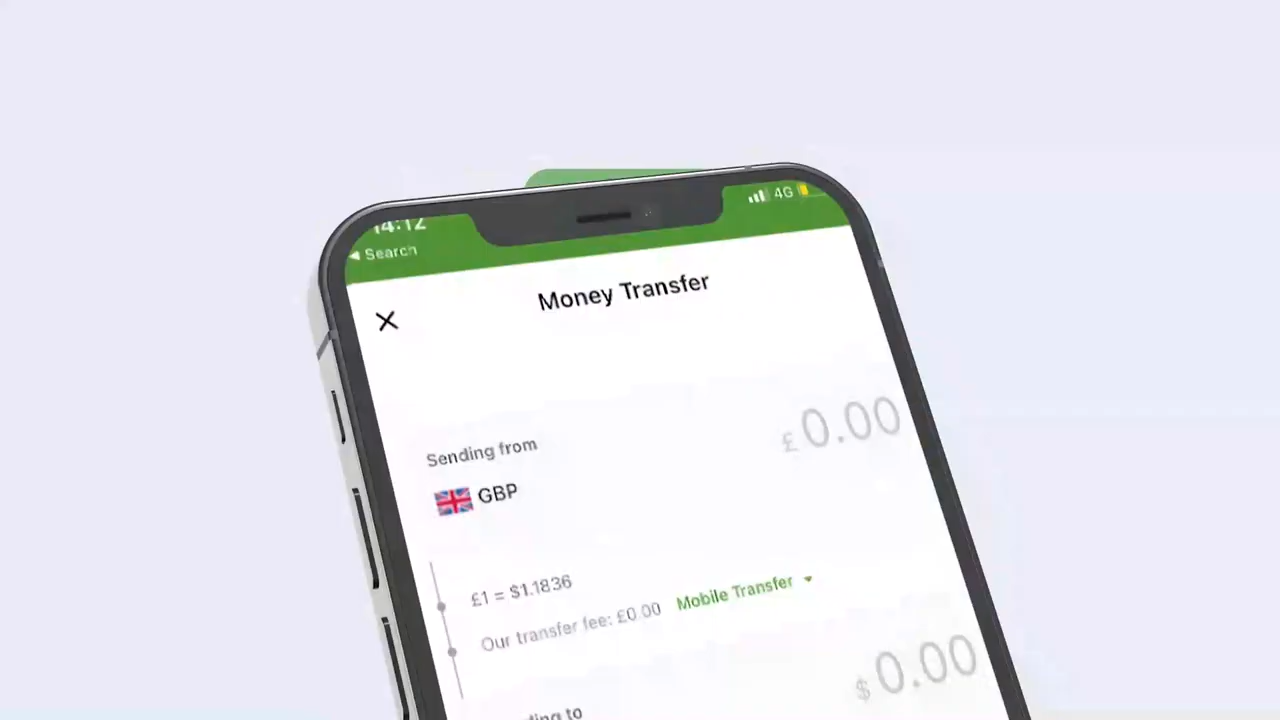 14:12
4G
Search
Money Transfer
£0.00
Sending from
GBP
£1 = $1.1836
Our transfer fee: £0.00 Mobile Transfer
$0.00
to